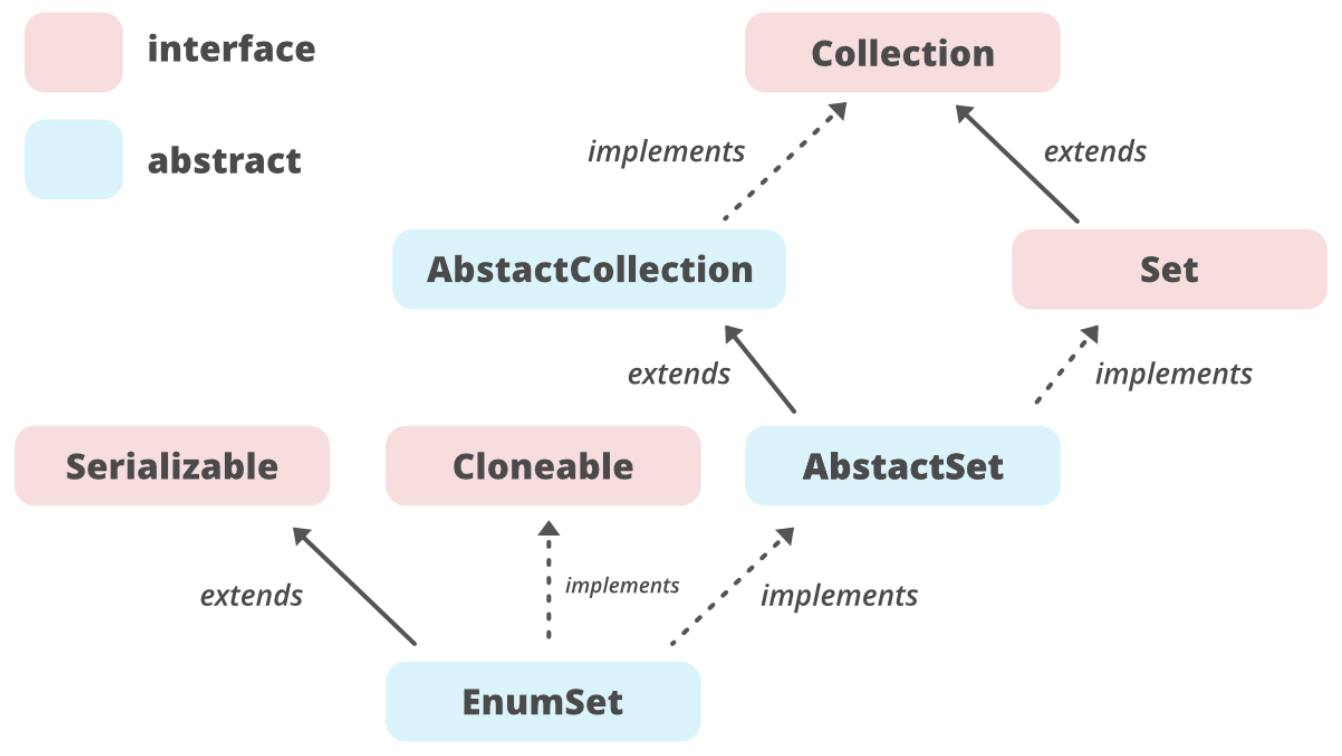 interface
Collection
abstract
implements
extends
AbstactCollection
Set
extends
implements
Serializable
Cloneable
AbstactSet
extends
implements
implements
EnumSet